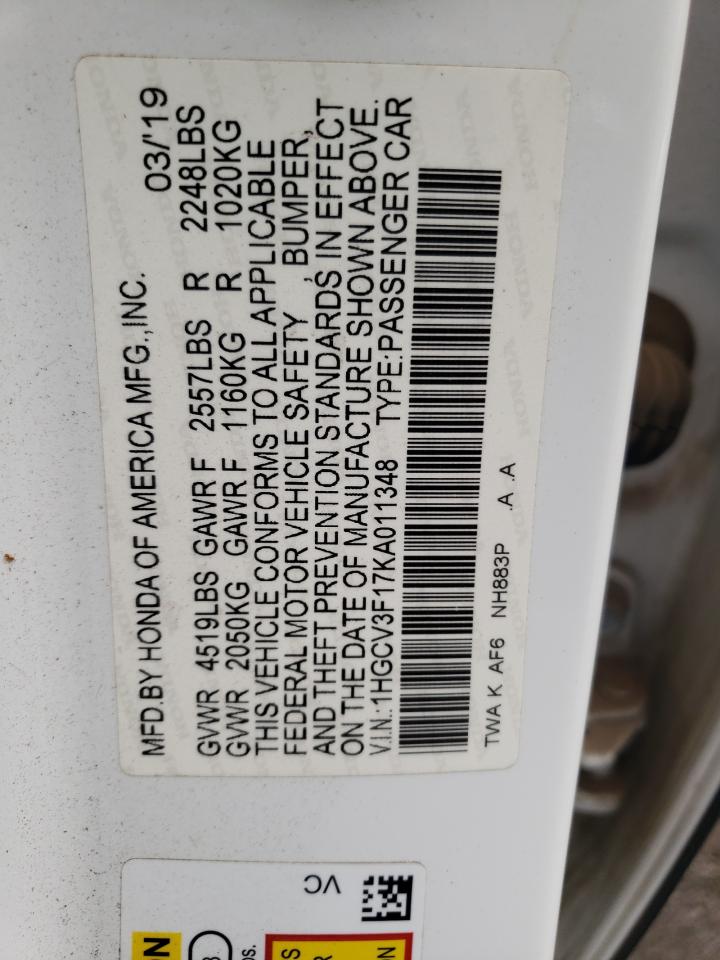 MFD.BY HONDA OF AMERICA MFG.,INC. 03/'19
GVWR 4519LBS GAWR F 2557LBS R 2248LBS
GVWR 2050KG GAWR F 1160KG R 1020KG
THIS VEHICLE CONFORMS TO ALL APPLICABLE
FEDERAL MOTOR VEHICLE SAFETY , BUMPER,
AND THEFT PREVENTION STANDARDS IN EFFECT
ON THE DATE OF MANUFACTURE SHOWN ABOVE.
V.I.N.:1HGCV3F17KA011348 TYPE:PASSENGER CAR
TWA K AF6 NH883P .A .A
VC